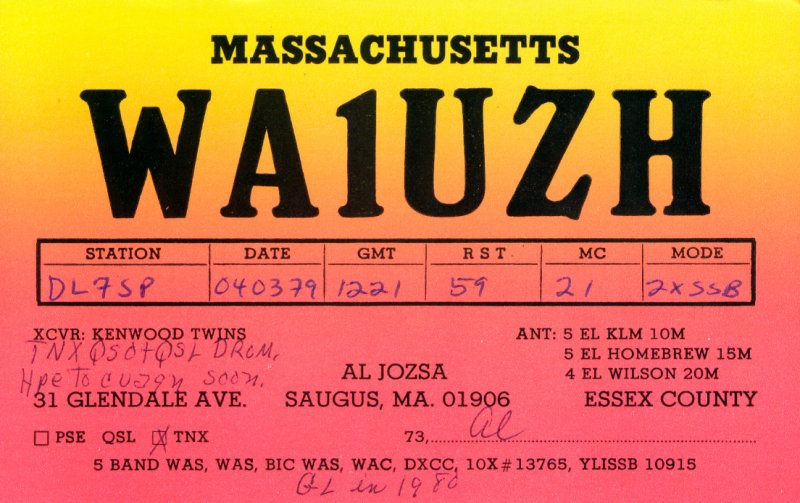 MASSACHUSETTS
WA1UZH
STATION DATE GMT RST MC MODE
DL7SP 040379 1221 59 21 2XSSB
XCVR: KENWOOD TWINS
TNX QSO+QSL DROM,
Hpe To cuagn soon.
ANT: 5 EL KLM 10M
5 EL HOMEBREW 15M
4 EL WILSON 20M
AL JOZSA
31 GLENDALE AVE. SAUGUS, MA. 01906 ESSEX COUNTY
PSE QSL TNX 73, Al
5 BAND WAS, WAS, BIC WAS, WAC, DXCC, 10X#13765, YLISSB 10915
GL in 1980